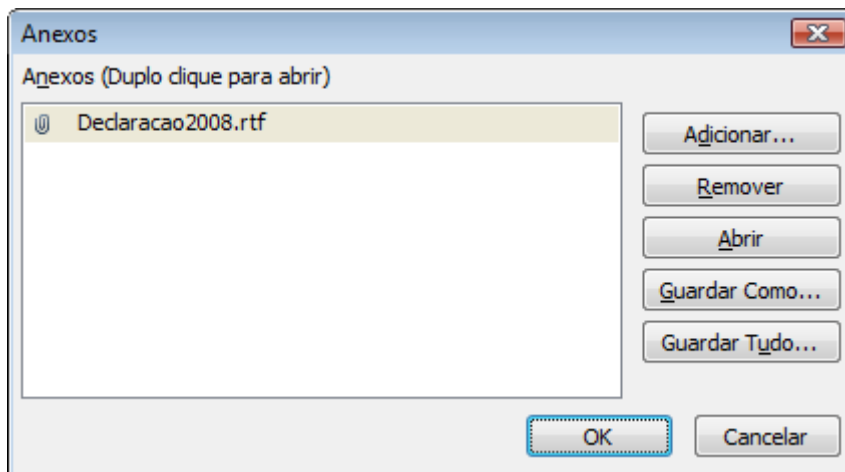 Anexos
Anexos (Duplo clique para abrir)
Declaracao2008.rtf
Adicionar...
Remover
Abrir
Guardar Como...
Guardar Tudo...
OK
Cancelar